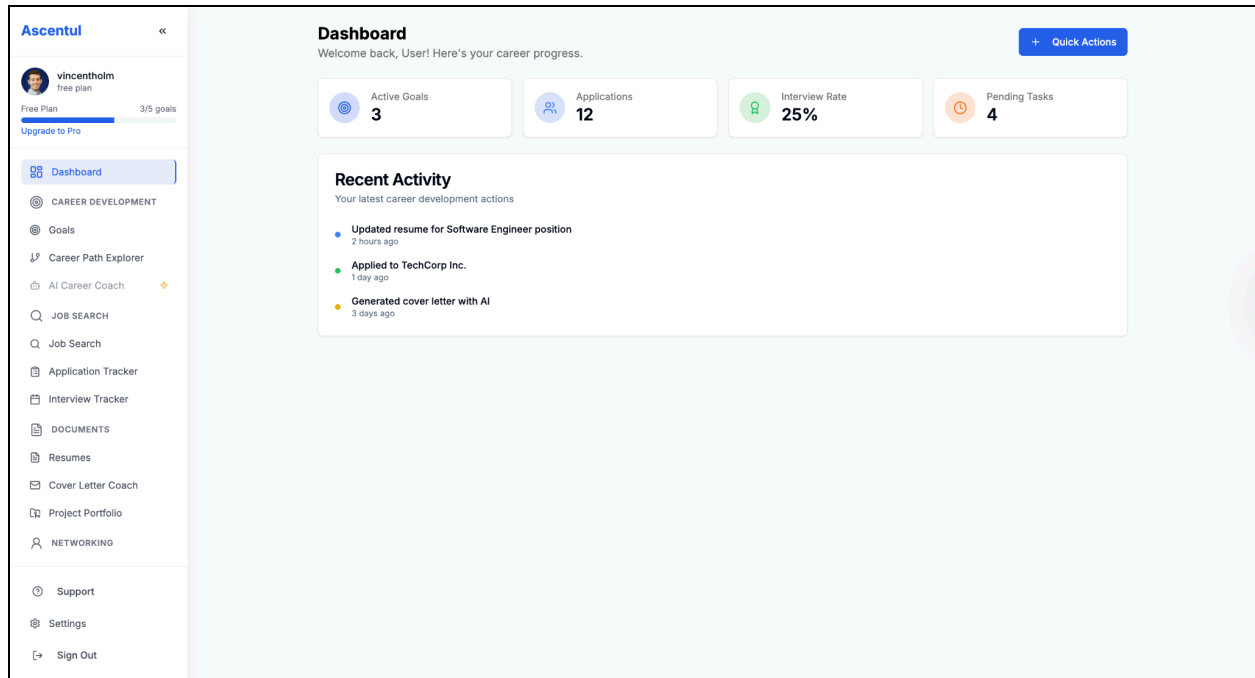 Ascentul
«
vincentholm
free plan
Free Plan 3/5 goals
Upgrade to Pro
Dashboard
CAREER DEVELOPMENT
Goals
Career Path Explorer
AI Career Coach
JOB SEARCH
Job Search
Application Tracker
Interview Tracker
DOCUMENTS
Resumes
Cover Letter Coach
Project Portfolio
NETWORKING
Support
Settings
Sign Out
Dashboard
Welcome back, User! Here's your career progress.
+ Quick Actions
Active Goals
3
Applications
12
Interview Rate
25%
Pending Tasks
4
Recent Activity
Your latest career development actions
Updated resume for Software Engineer position
2 hours ago
Applied to TechCorp Inc.
1 day ago
Generated cover letter with AI
3 days ago